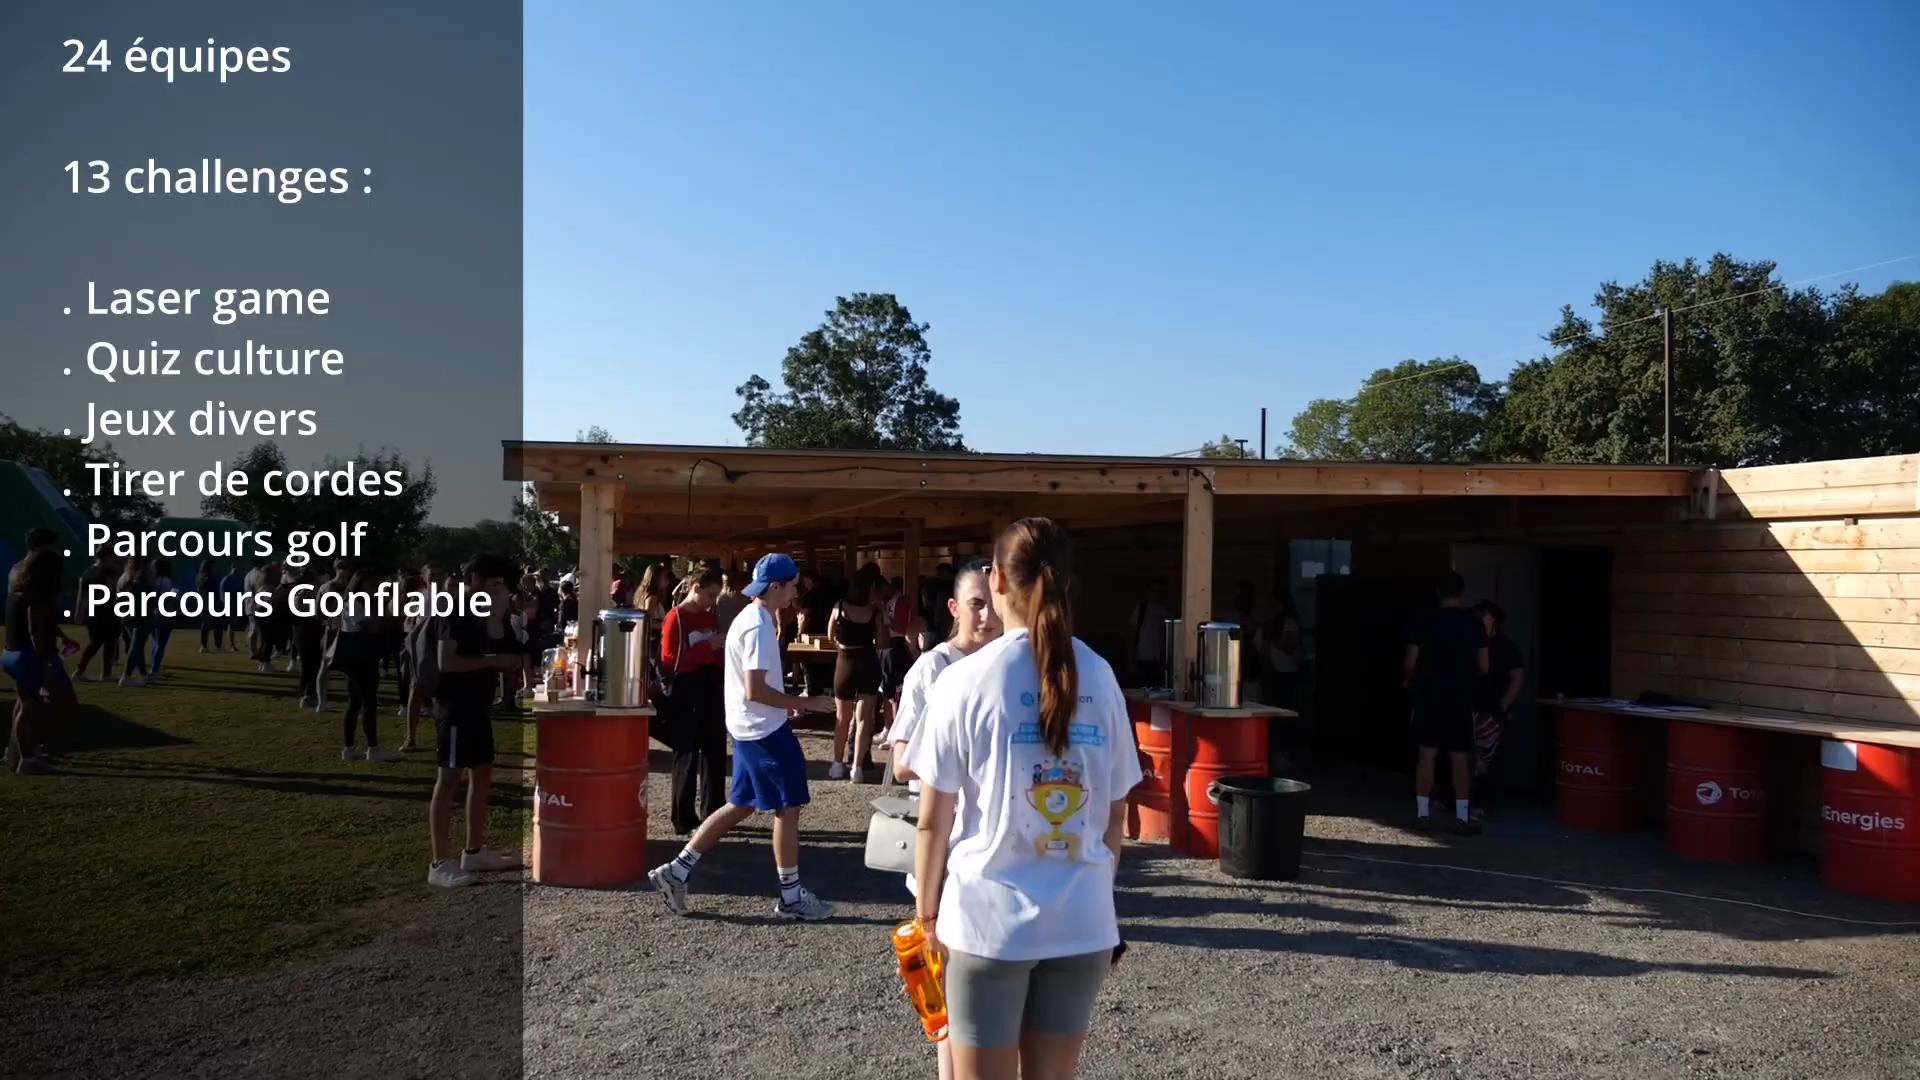 24 équipes
13 challenges :
. Laser game
. Quiz culture
. Jeux divers
. Tirer de cordes
. Parcours golf
. Parcours Gonflable
TOTAL
Energies